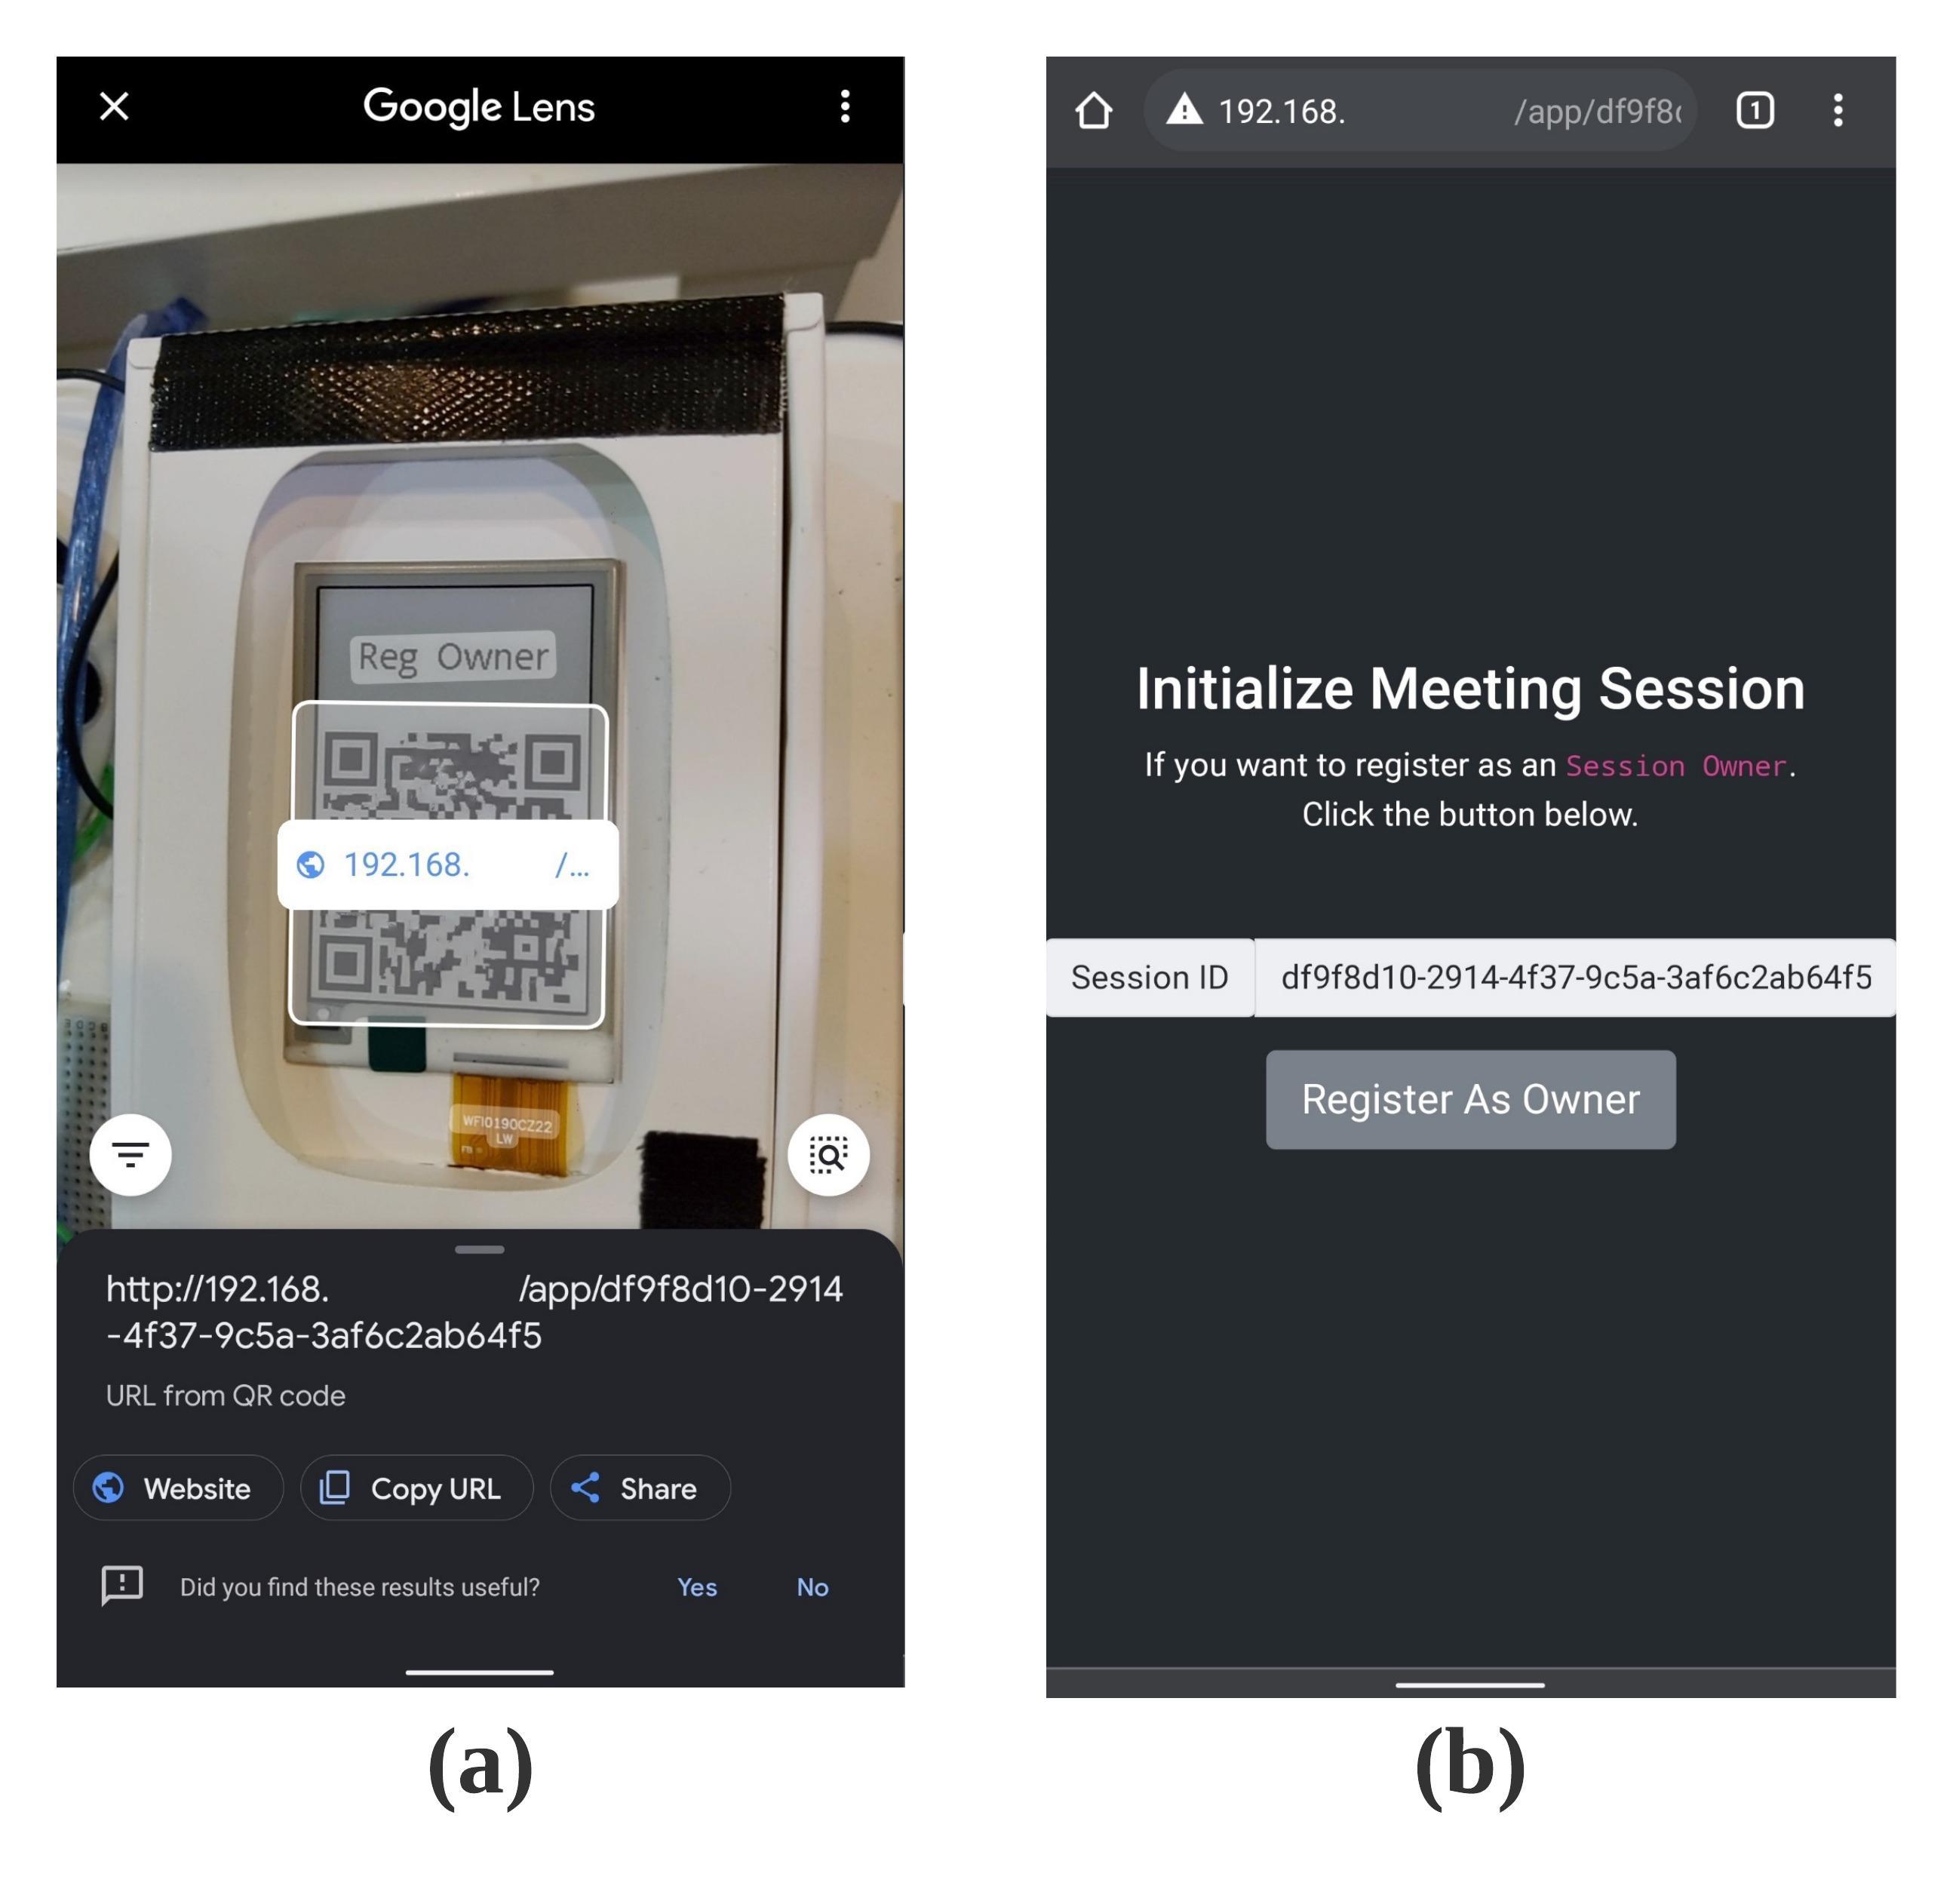 Google Lens
Reg Owner
192.168. /...
WFI0190CZ22
LW
http://192.168. /app/df9f8d10-2914
-4f37-9c5a-3af6c2ab64f5
URL from QR code
Website
Copy URL
Share
Did you find these results useful?
Yes
No
(a)
192.168. /app/df9f8
1
Initialize Meeting Session
If you want to register as an Session Owner.
Click the button below.
Session ID
df9f8d10-2914-4f37-9c5a-3af6c2ab64f5
Register As Owner
(b)